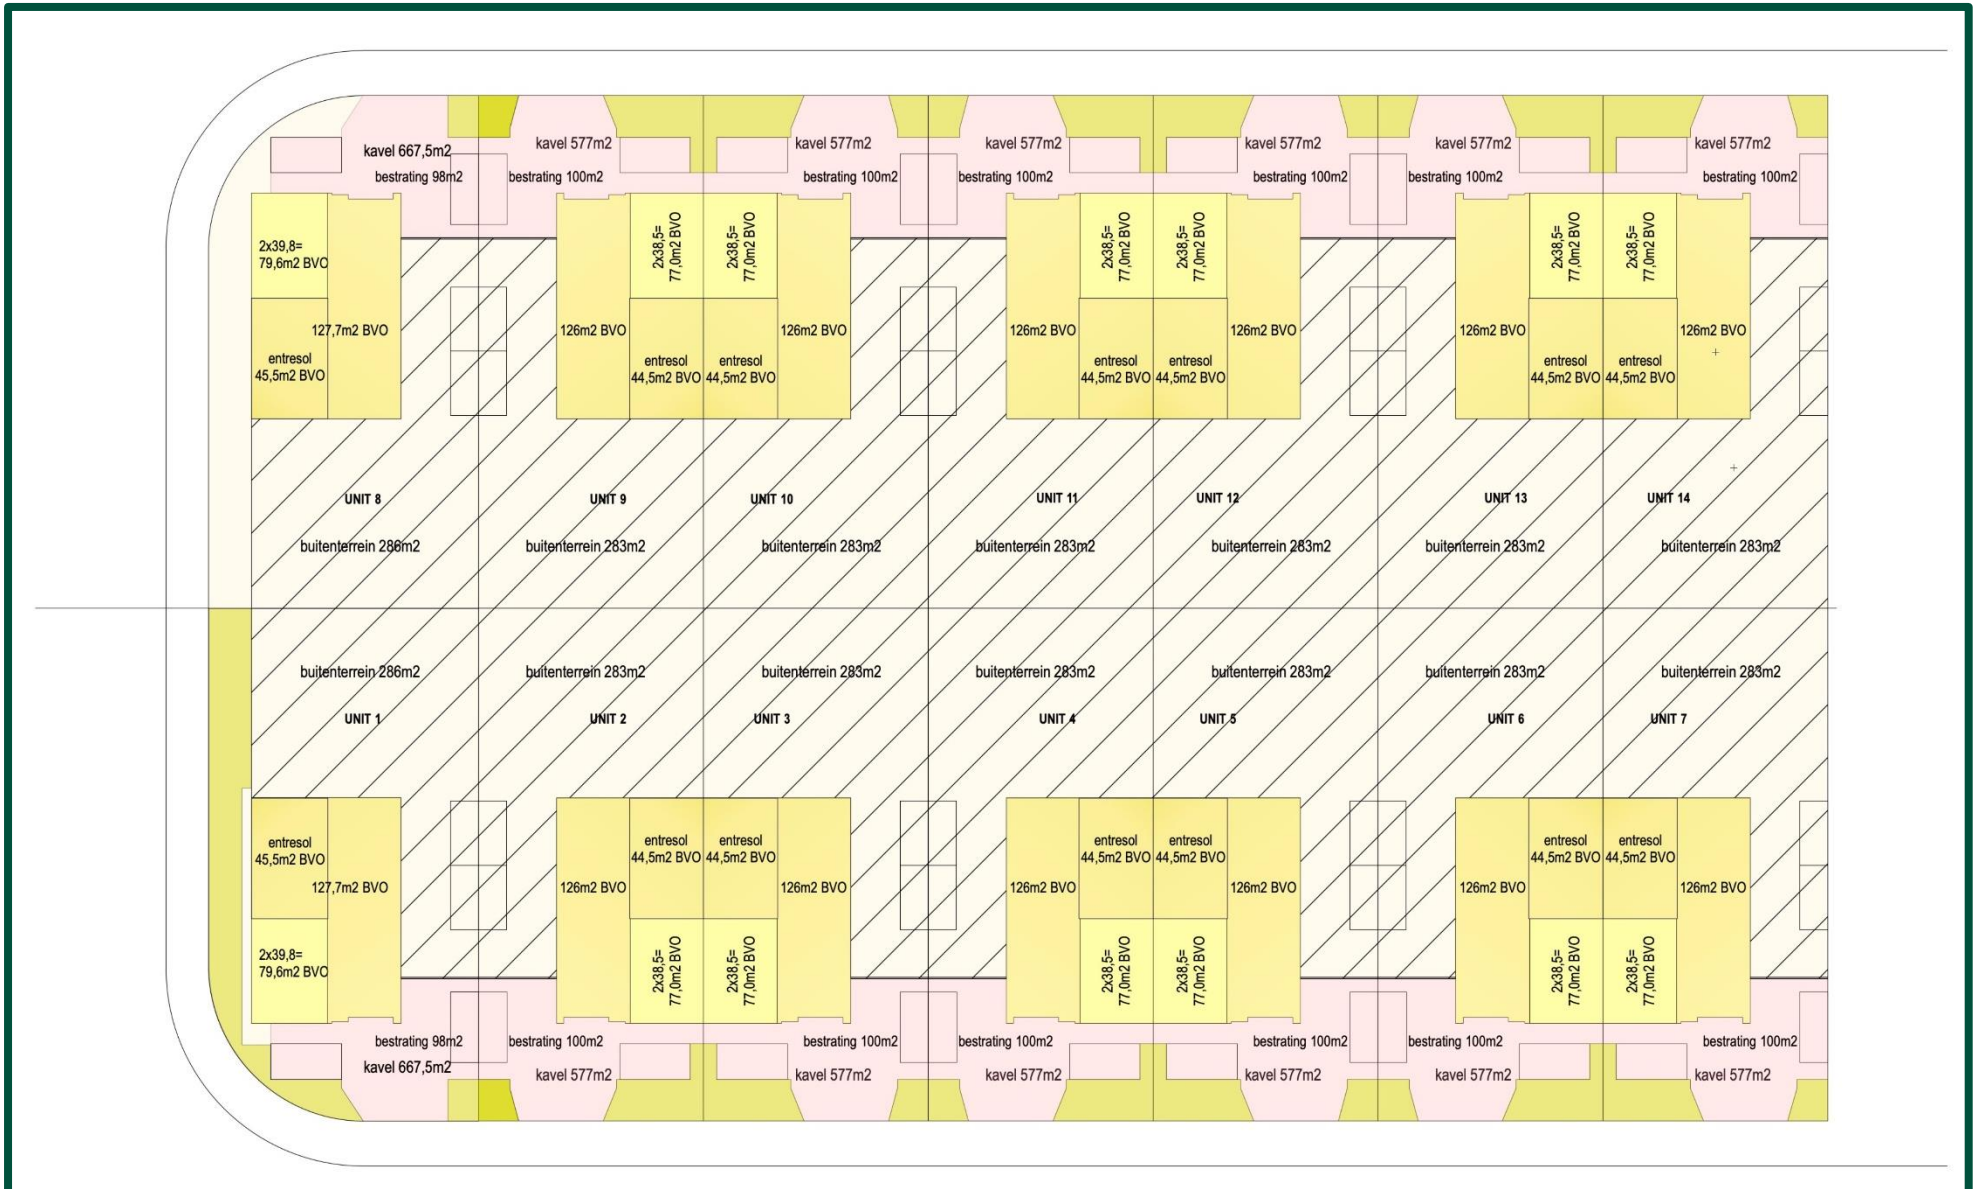 kavel 667,5m2
kavel 577m2
kavel 577m2
kavel 577m2
kavel 577m2
kavel 577m2
kavel 577m2
bestrating 98m2
bestrating 100m2
bestrating 100m2
bestrating 100m2
bestrating 100m2
bestrating 100m2
bestrating 100m2
2x39,8=
79,6m2 BVO
2x38,5=
77,0m2 BVO
2x38,5=
77,0m2 BVO
2x38,5=
77,0m2 BVO
2x38,5=
77,0m2 BVO
2x38,5=
77,0m2 BVO
2x38,5=
77,0m2 BVO
127,7m2 BVO
126m2 BVO
126m2 BVO
126m2 BVO
126m2 BVO
126m2 BVO
126m2 BVO
entresol
45,5m2 BVO
entresol
44,5m2 BVO
entresol
44,5m2 BVO
entresol
44,5m2 BVO
entresol
44,5m2 BVO
entresol
44,5m2 BVO
entresol
44,5m2 BVO
UNIT 8
UNIT 9
UNIT 10
UNIT 11
UNIT 12
UNIT 13
UNIT 14
buitenterrein 286m2
buitenterrein 283m2
buitenterrein 283m2
buitenterrein 283m2
buitenterrein 283m2
buitenterrein 283m2
buitenterrein 283m2
buitenterrein 286m2
buitenterrein 283m2
buitenterrein 283m2
buitenterrein 283m2
buitenterrein 283m2
buitenterrein 283m2
buitenterrein 283m2
UNIT 1
UNIT 2
UNIT 3
UNIT 4
UNIT 5
UNIT 6
UNIT 7
entresol
45,5m2 BVO
entresol
44,5m2 BVO
entresol
44,5m2 BVO
entresol
44,5m2 BVO
entresol
44,5m2 BVO
entresol
44,5m2 BVO
entresol
44,5m2 BVO
127,7m2 BVO
126m2 BVO
126m2 BVO
126m2 BVO
126m2 BVO
126m2 BVO
126m2 BVO
2x39,8=
79,6m2 BVO
2x38,5=
77,0m2 BVO
2x38,5=
77,0m2 BVO
2x38,5=
77,0m2 BVO
2x38,5=
77,0m2 BVO
2x38,5=
77,0m2 BVO
2x38,5=
77,0m2 BVO
bestrating 98m2
bestrating 100m2
bestrating 100m2
bestrating 100m2
bestrating 100m2
bestrating 100m2
bestrating 100m2
kavel 667,5m2
kavel 577m2
kavel 577m2
kavel 577m2
kavel 577m2
kavel 577m2
kavel 577m2